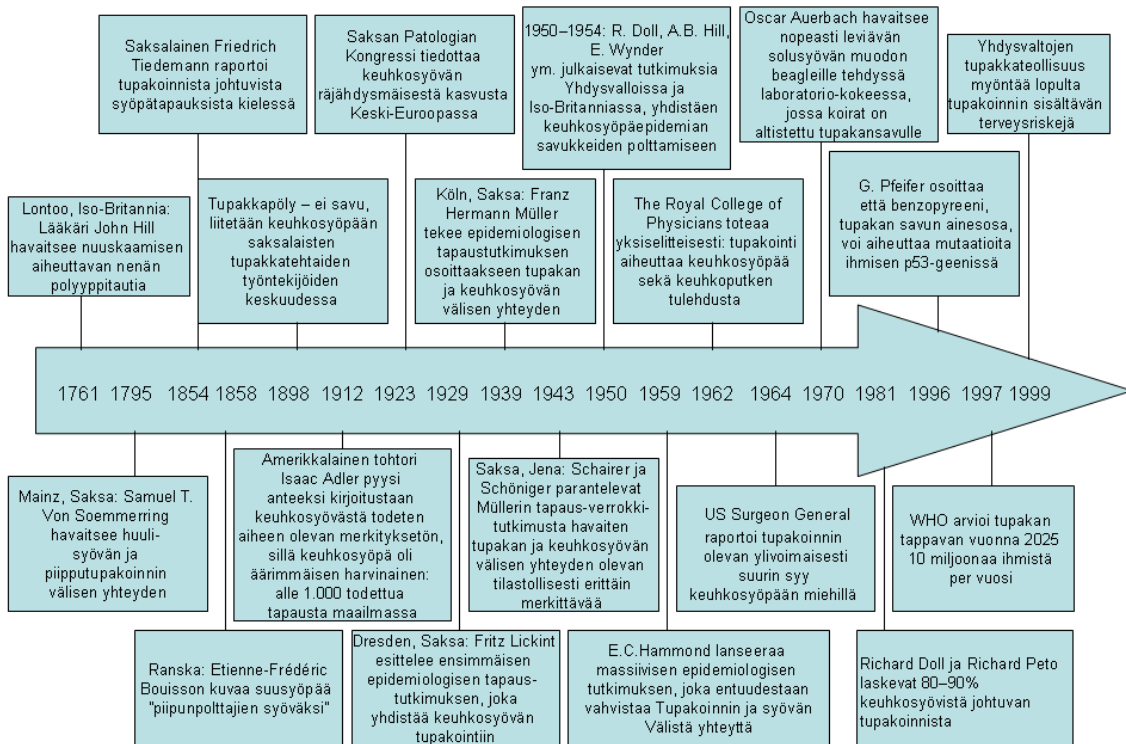 Saksalainen Friedrich
Tiedemann raportoi
tupakoinnista johtuvista
syöpätapauksista kielessä
Saksan Patologian
Kongressi tiedottaa
keuhkosyövän
räjähdysmäisestä kasvusta
Keski-Euroopassa
1950–1954: R. Doll, A.B. Hill,
E. Wynder
ym. julkaisevat tutkimuksia
Yhdysvalloissa ja
Iso-Britanniassa, yhdistäen
keuhkosyöpäepidemian
savukkeiden polttamiseen
Oscar Auerbach havaitsee
nopeasti leviävän
solusyövän muodon
beagleille tehdyssä
laboratorio-kokeessa,
jossa koirat on
altistettu tupakansavulle
Yhdysvaltojen
tupakkateollisuus
myöntää lopulta
tupakoinnin sisältävän
terveysriskejä
Lontoo, Iso-Britannia:
Lääkäri John Hill
havaitsee nuuskaamisen
aiheuttavan nenän
polyyppitautia
Tupakkapöly – ei savu,
liitetään keuhkosyöpään
saksalaisten
tupakkatehtaiden
työntekijöiden
keskuudessa
Köln, Saksa: Franz
Hermann Müller
tekee epidemiologisen
tapaustutkimuksen
osoittaakseen tupakan
ja keuhkosyövän
välisen yhteyden
The Royal College of
Physicians toteaa
yksiselitteisesti: tupakointi
aiheuttaa keuhkosyöpää
sekä keuhkoputken
tulehdusta
G. Pfeifer osoittaa
että benzopyreeni,
tupakan savun ainesosa,
voi aiheuttaa mutaatioita
ihmisen p53-geenissä
1761 1795 1854 1858 1898 1912 1923 1929 1939 1943 1950 1959 1962 1964 1970 1981 1996 1997 1999
Mainz, Saksa: Samuel T.
Von Soemmerring
havaitsee huuli-
syövän ja
piipputupakoinnin
välisen yhteyden
Amerikkalainen tohtori
Isaac Adler pyysi
anteeksi kirjoitustaan
keuhkosyövästä todeten
aiheen olevan merkityksetön,
sillä keuhkosyöpä oli
äärimmäisen harvinainen:
alle 1.000 todettua
tapausta maailmassa
Saksa, Jena: Schairer ja
Schöniger parantelevat
Müllerin tapaus-verrokki-
tutkimusta havaiten
tupakan ja keuhkosyövän
välisen yhteyden olevan
tilastollisesti erittäin
merkittävää
US Surgeon General
raportoi tupakoinnin
olevan ylivoimaisesti
suurin syy
keuhkosyöpään miehillä
WHO arvioi tupakan
tappavan vuonna 2025
10 miljoonaa ihmistä
per vuosi
Ranska: Etienne-Frédéric
Bouisson kuvaa suusyöpää
"piipunpolttajien syöväksi"
Dresden, Saksa: Fritz Lickint
esittelee ensimmäisen
epidemiologisen tapaus-
tutkimuksen, joka
yhdistää keuhkosyövän
tupakointiin
E.C.Hammond lanseeraa
massiivisen epidemiologisen
tutkimuksen, joka entuudestaan
vahvistaa Tupakoinnin ja syövän
Välistä yhteyttä
Richard Doll ja Richard Peto
laskevat 80–90%
keuhkosyövistä johtuvan
tupakoinnista